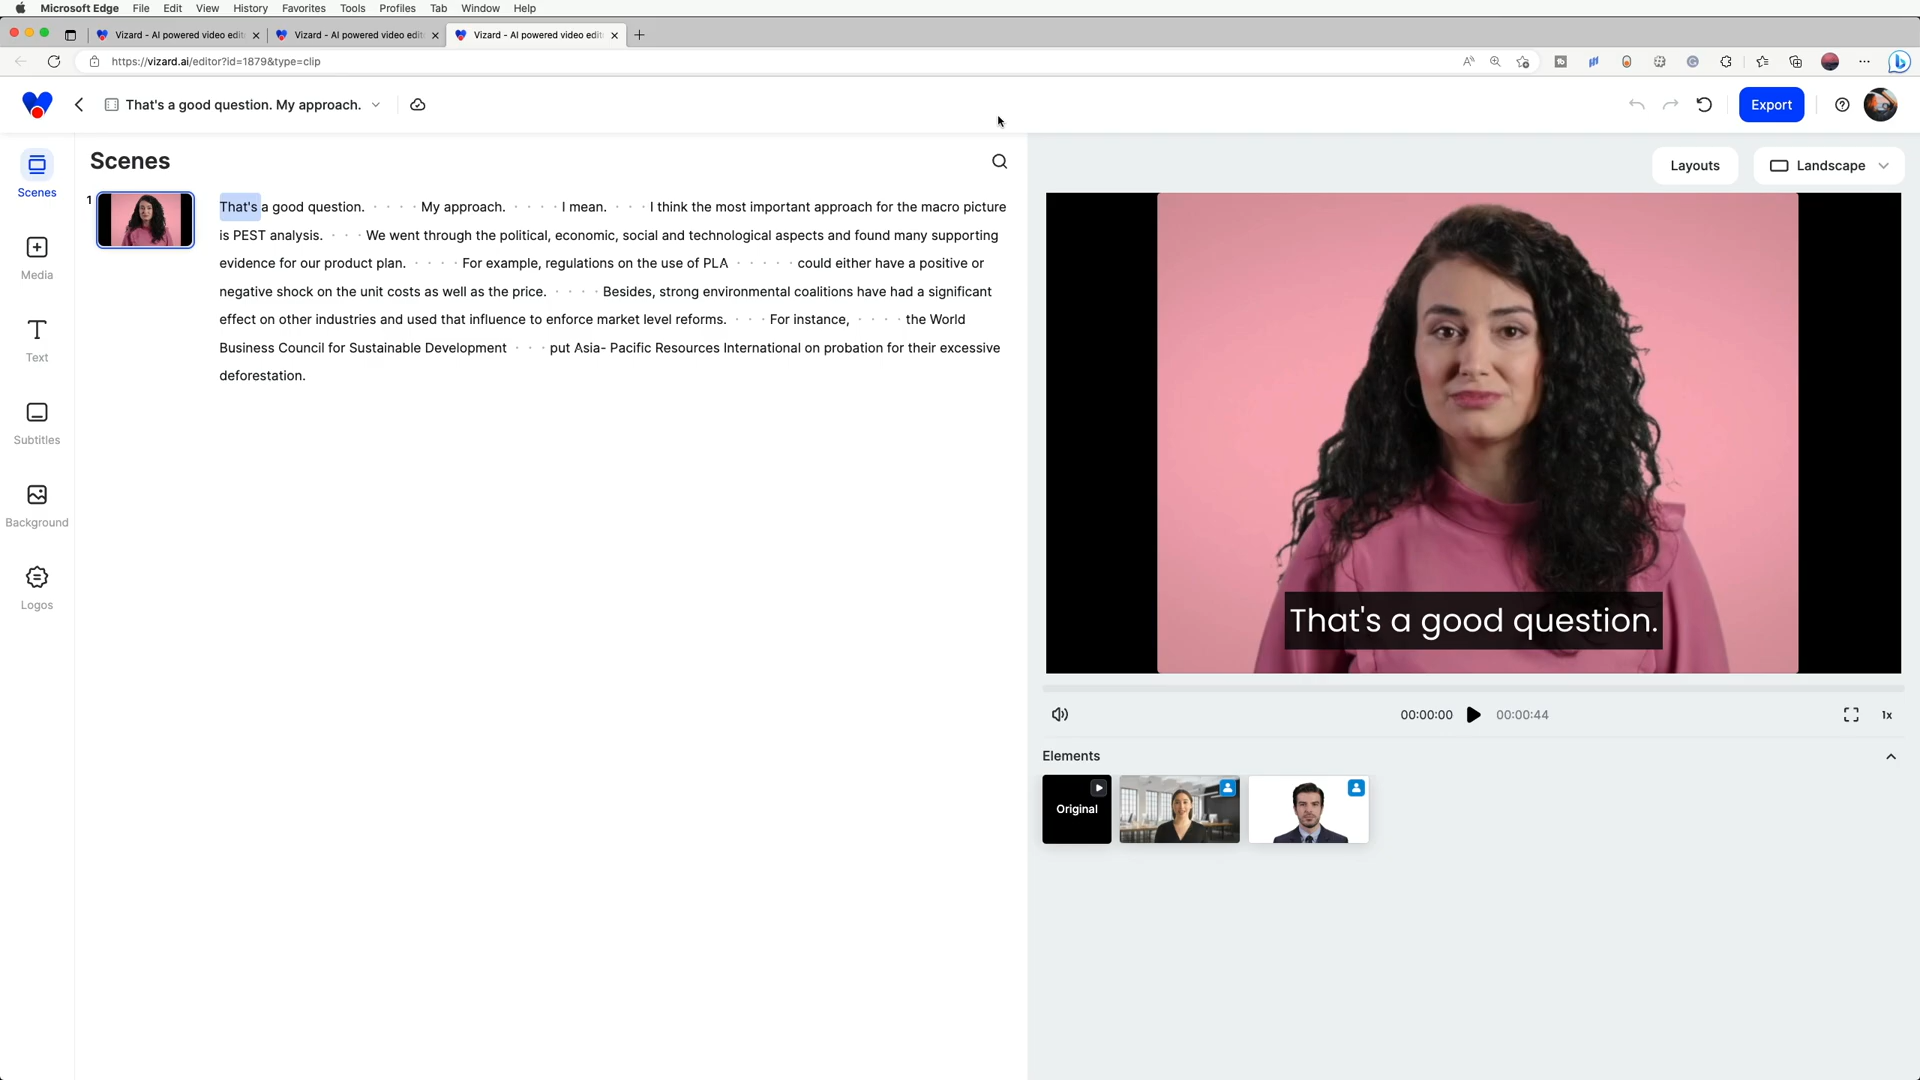 Microsoft Edge File Edit View History Favorites Tools Profiles Tab Window Help
Vizard - AI powered video edit
Vizard - AI powered video edit
Vizard - AI powered video edit
https://vizard.ai/editor?id=1879&type=clip
That's a good question. My approach.
Export
Scenes
Layouts
Landscape
Scenes
Media
Text
Subtitles
Background
Logos
1
That's a good question. · · · · My approach. · · · · I mean. · · · I think the most important approach for the macro picture
is PEST analysis. · · · We went through the political, economic, social and technological aspects and found many supporting
evidence for our product plan. · · · · For example, regulations on the use of PLA · · · · · could either have a positive or
negative shock on the unit costs as well as the price. · · · · Besides, strong environmental coalitions have had a significant
effect on other industries and used that influence to enforce market level reforms. · · · For instance, · · · · the World
Business Council for Sustainable Development · · · put Asia- Pacific Resources International on probation for their excessive
deforestation.
That's a good question.
00:00:00 00:00:44
1x
Elements
Original